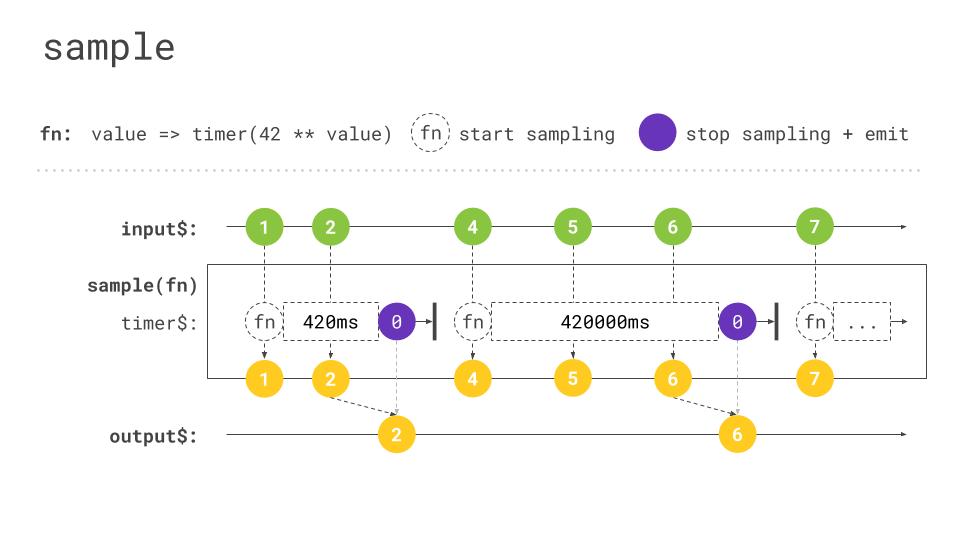 sample
fn: value => timer(42 ** value) fn start sampling stop sampling + emit
input$: 1 2 4 5 6 7
sample(fn)
timer$: fn 420ms 0 fn 420000ms 0 fn ...
1 2 4 5 6 7
output$: 2 6